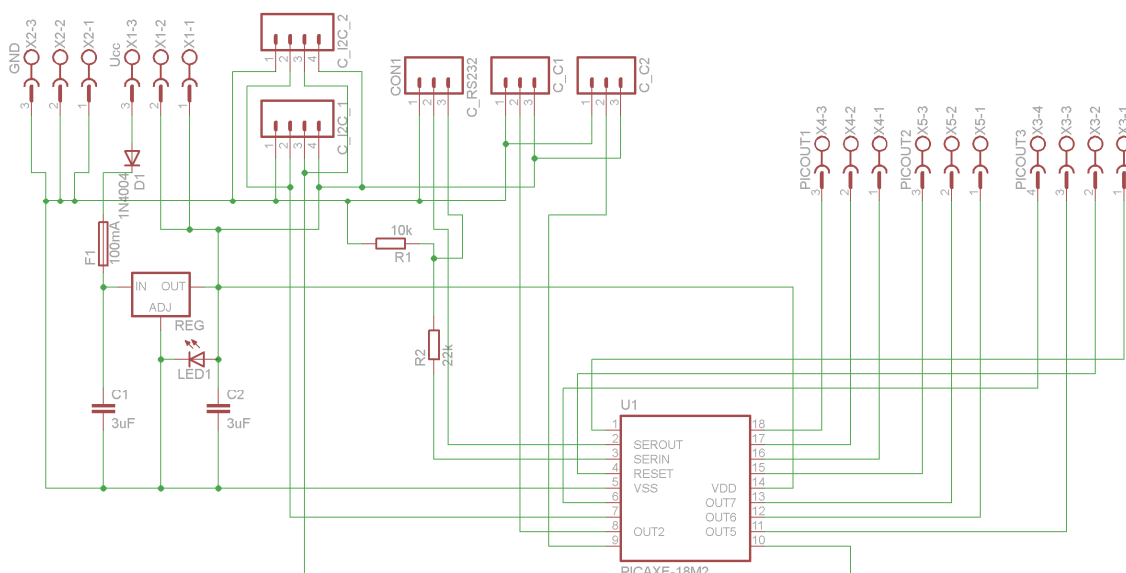 GND X2-3 X2-2 X2-1 Ucc X1-3 X1-2 X1-1
3 2 1 3 2 1
C_I2C_2
1 2 3 4
C_I2C_1
1 2 3 4
CON1 C_RS232
1 2 3
C_C1
1 2 3
C_C2
1 2 3
PICOUT1 X4-3 X4-2 X4-1
3 2 1
PICOUT2 X5-3 X5-2 X5-1
3 2 1
PICOUT3 X3-4 X3-3 X3-2 X3-1
4 3 2 1
D1
1N4004
F1
100mA
10k
R1
IN OUT
ADJ
REG
LED1
R2
22k
C1
3uF
C2
3uF
U1
1 18
2 SEROUT 17
3 SERIN 16
4 RESET 15
5 VSS VDD 14
6 OUT7 13
7 OUT6 12
8 OUT2 OUT5 11
9 10
PICAXE-18M2